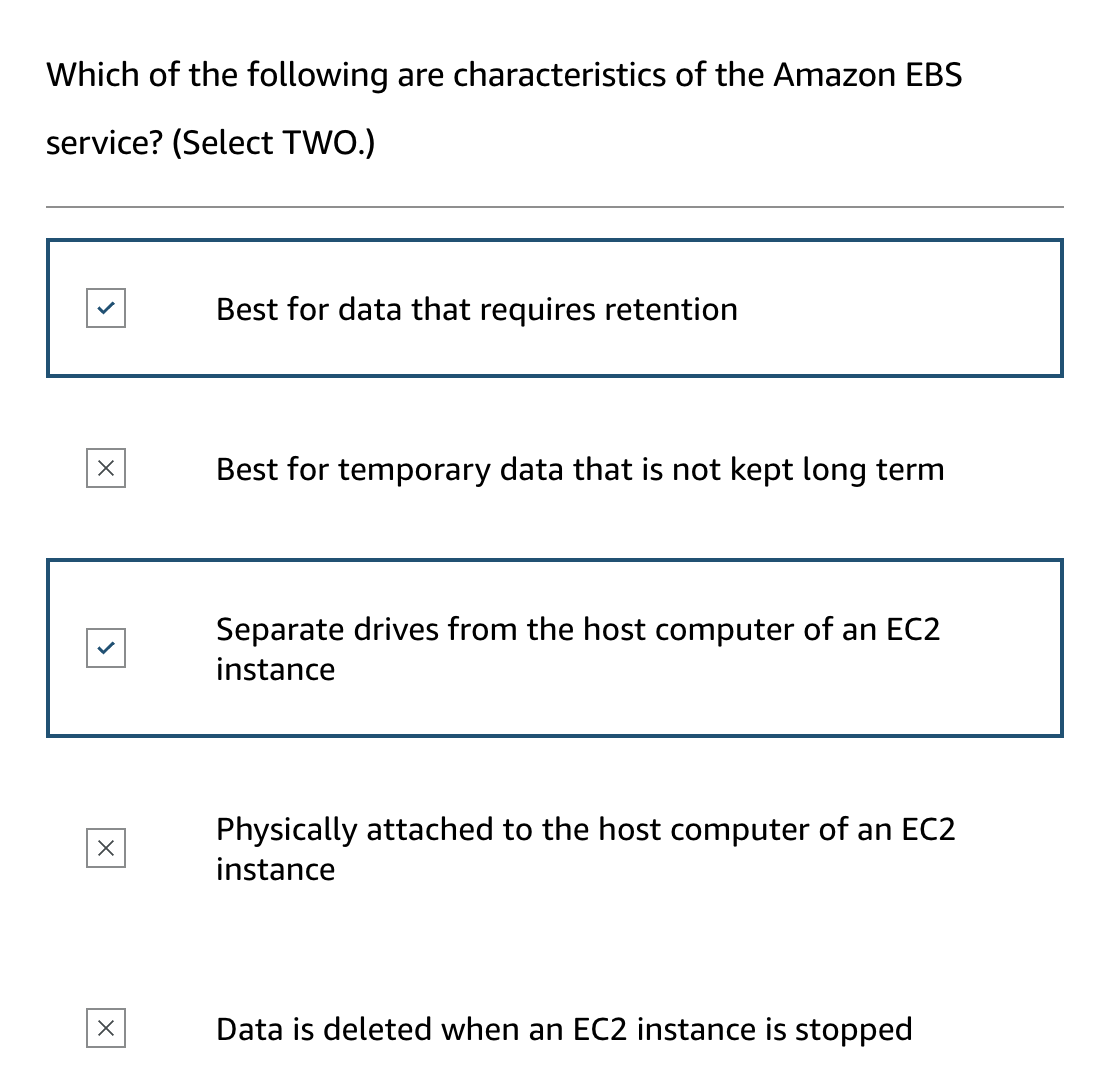 Which of the following are characteristics of the Amazon EBS
service? (Select TWO.)
Best for data that requires retention
Best for temporary data that is not kept long term
Separate drives from the host computer of an EC2
instance
Physically attached to the host computer of an EC2
instance
Data is deleted when an EC2 instance is stopped